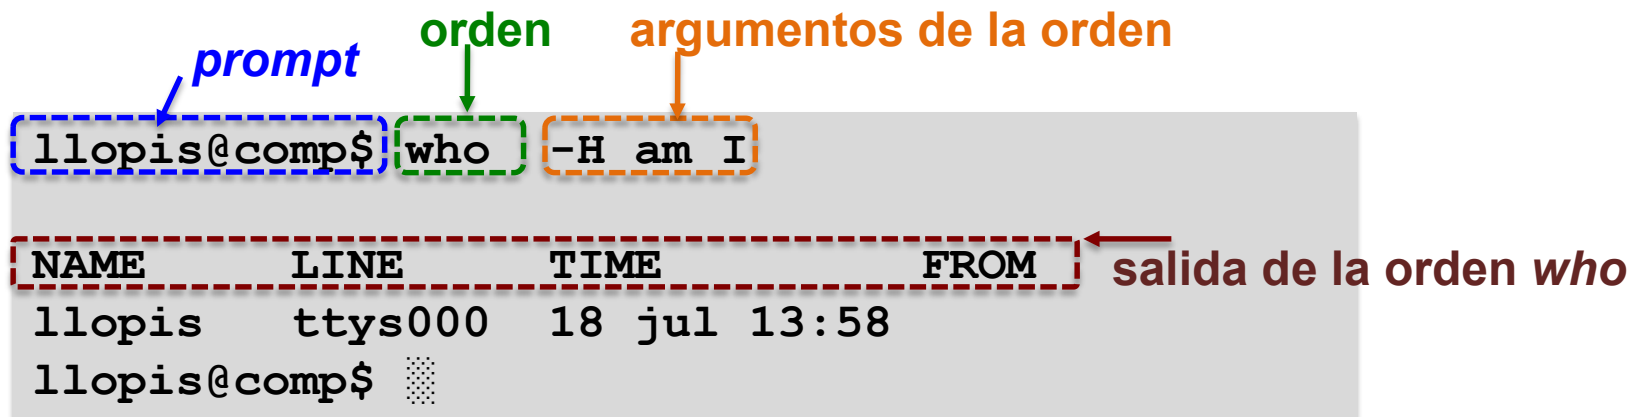 orden argumentos de la orden
prompt
llopis@comp$ who -H am I
NAME LINE TIME FROM
salida de la orden who
llopis ttys000 18 jul 13:58
llopis@comp$